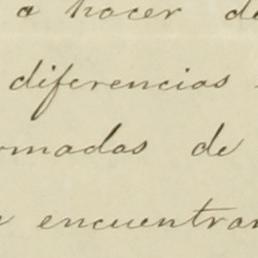 a hacer de
diferencias
rmadas de
encuentran